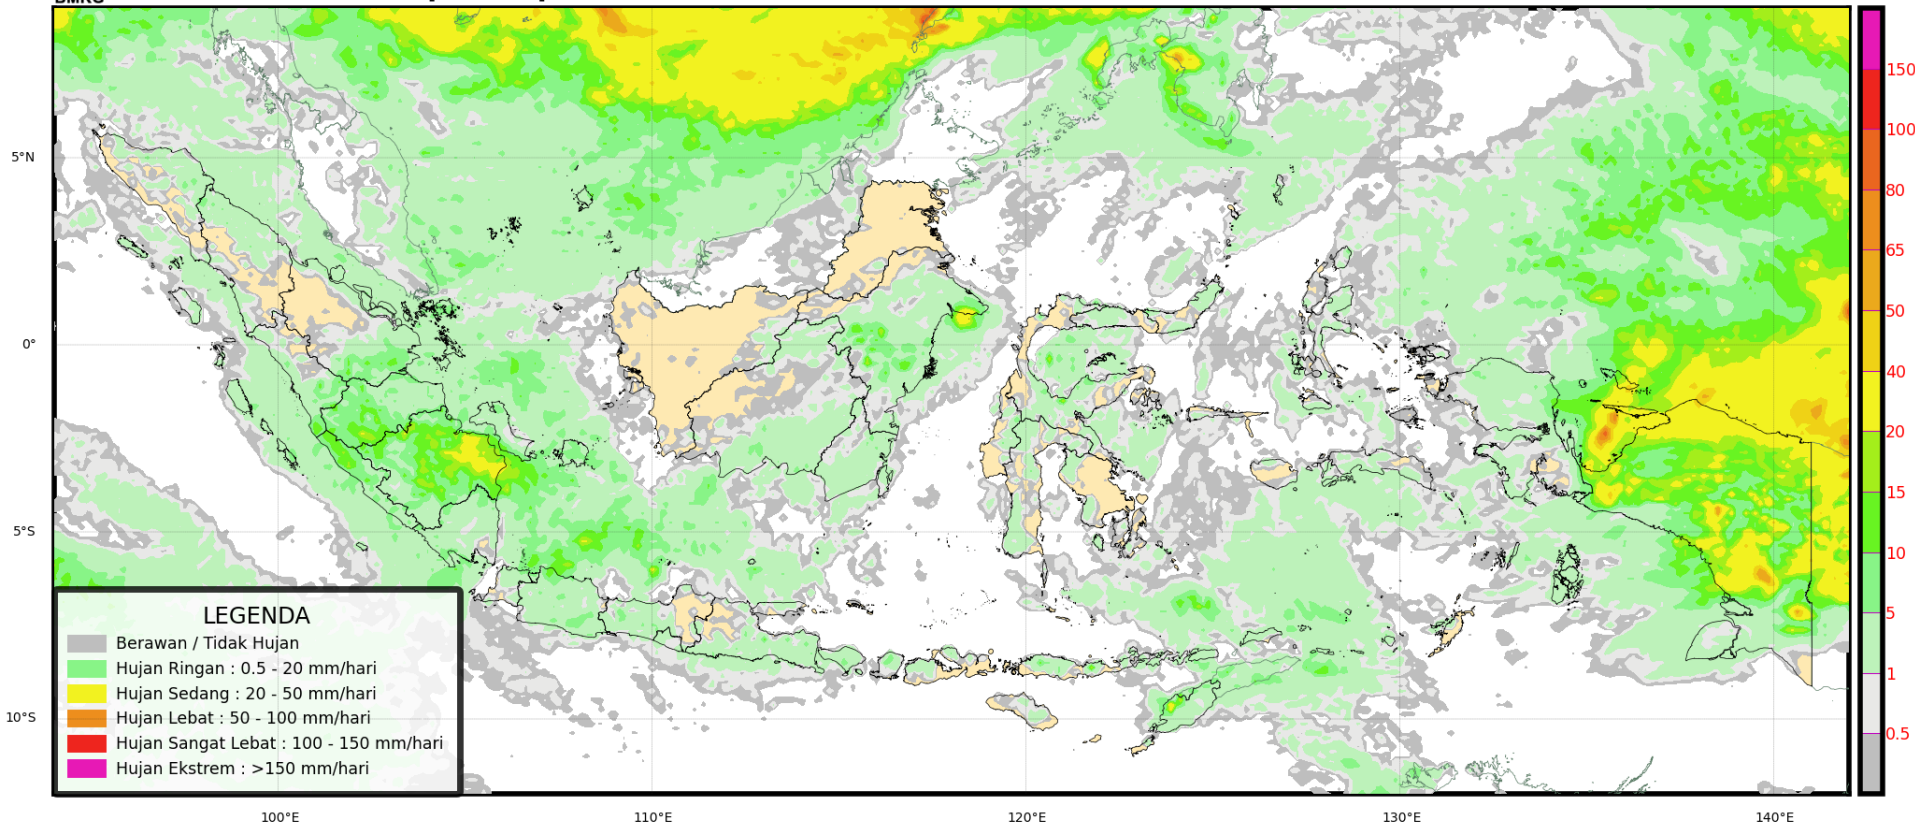 5°N
0°
5°S
10°S
100°E
110°E
120°E
130°E
140°E
LEGENDA
Berawan / Tidak Hujan
Hujan Ringan : 0.5 - 20 mm/hari
Hujan Sedang : 20 - 50 mm/hari
Hujan Lebat : 50 - 100 mm/hari
Hujan Sangat Lebat : 100 - 150 mm/hari
Hujan Ekstrem : >150 mm/hari
150
100
80
65
50
40
20
15
10
5
1
0.5